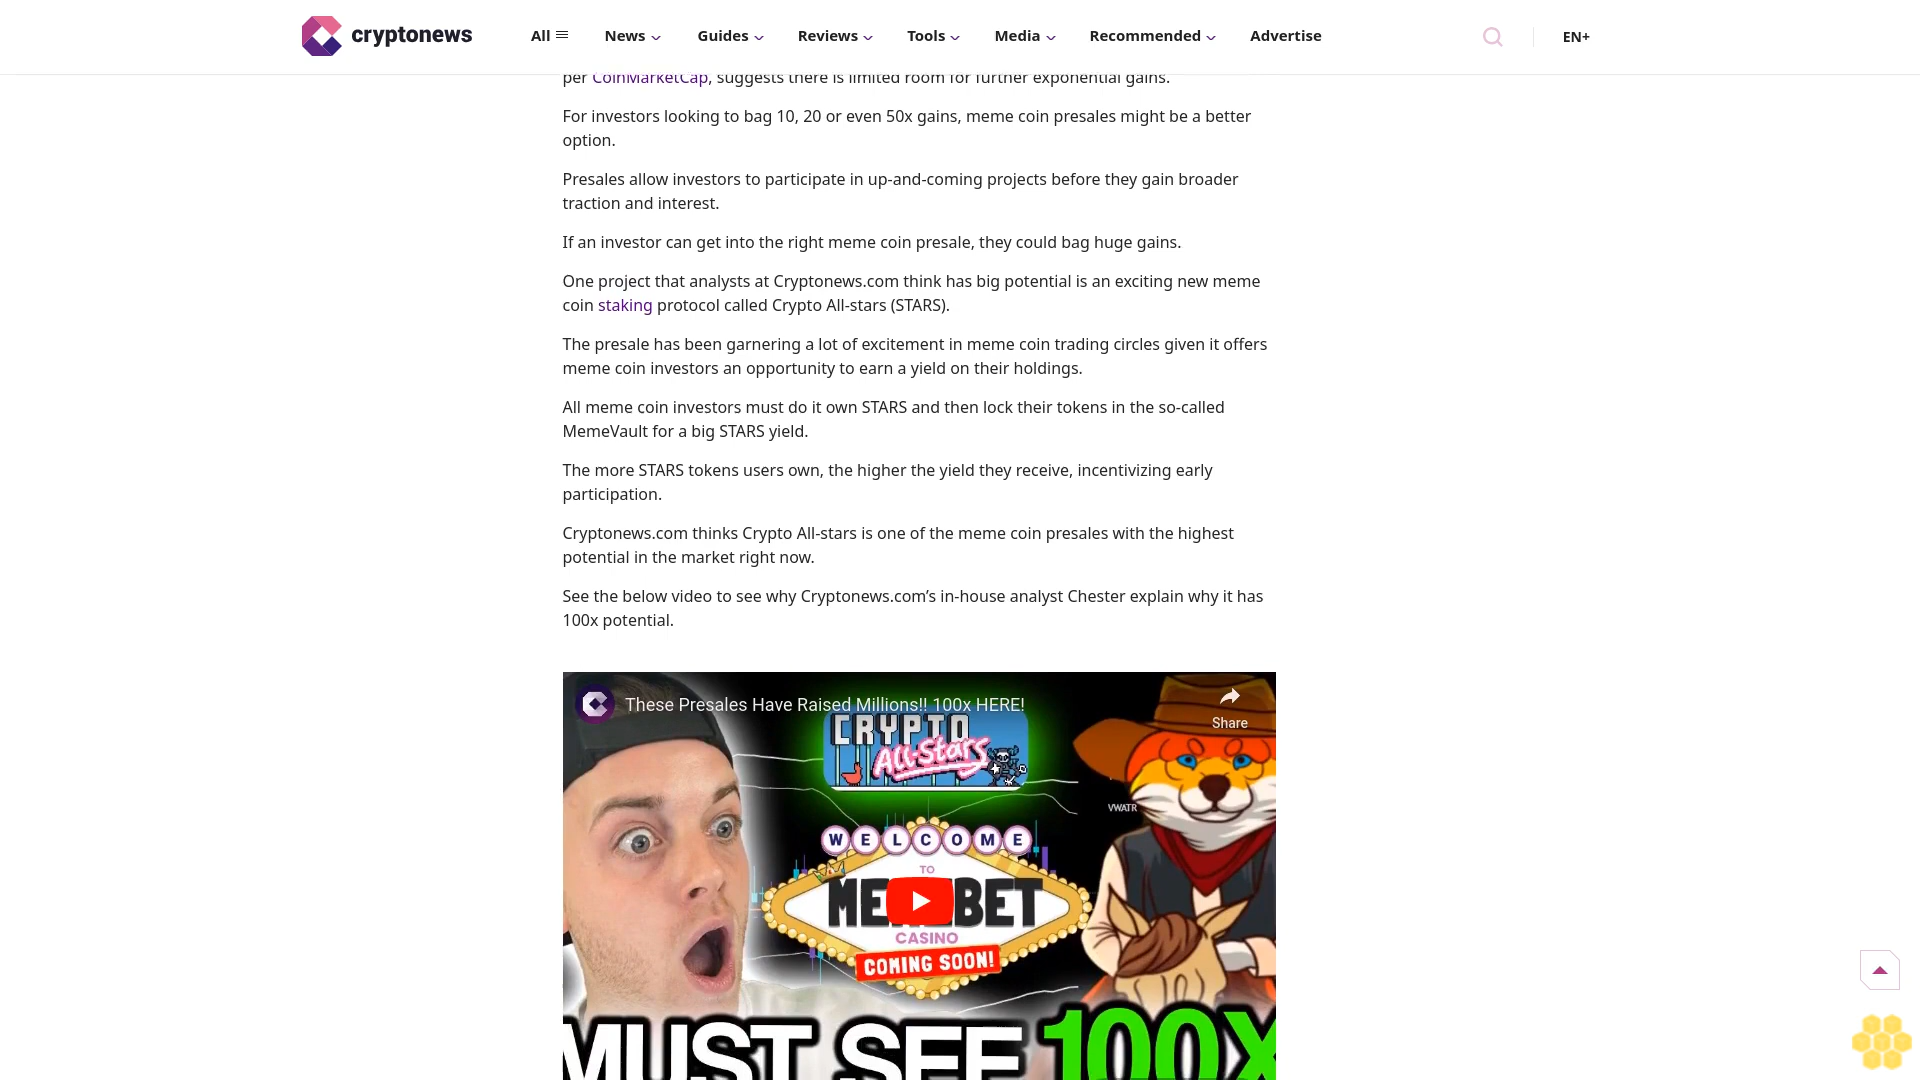 cryptonews
All
News
Guides
Reviews
Tools
Media
Recommended
Advertise
EN+
per CoinMarketCap, suggests there is limited room for further exponential gains.
For investors looking to bag 10, 20 or even 50x gains, meme coin presales might be a better
option.
Presales allow investors to participate in up-and-coming projects before they gain broader
traction and interest.
If an investor can get into the right meme coin presale, they could bag huge gains.
One project that analysts at Cryptonews.com think has big potential is an exciting new meme
coin staking protocol called Crypto All-stars (STARS).
The presale has been garnering a lot of excitement in meme coin trading circles given it offers
meme coin investors an opportunity to earn a yield on their holdings.
All meme coin investors must do it own STARS and then lock their tokens in the so-called
MemeVault for a big STARS yield.
The more STARS tokens users own, the higher the yield they receive, incentivizing early
participation.
Cryptonews.com thinks Crypto All-stars is one of the meme coin presales with the highest
potential in the market right now.
See the below video to see why Cryptonews.com’s in-house analyst Chester explain why it has
100x potential.
These Presales Have Raised Millions!! 100x HERE!
Share
CRYPTO
All-Stars
VWATR
WELCOME
TO
BET
CASINO
COMING SOON!
MUST SEE 100X